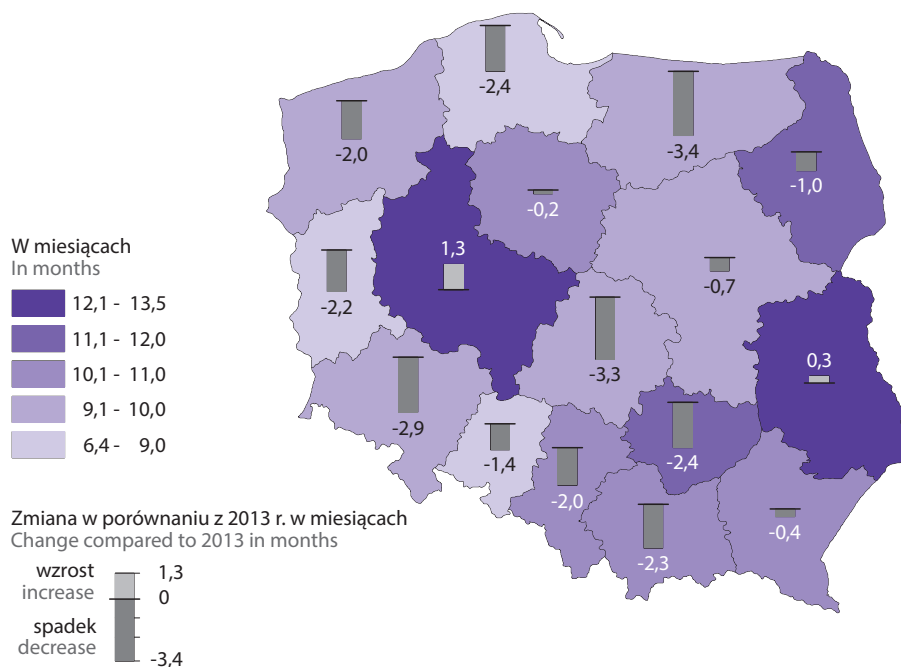 -2,4
-3,4
-2,0
-1,0
-0,2
1,3
-2,2
-0,7
-3,3
0,3
-2,9
-1,4
-2,4
-2,0
-2,3
-0,4
W miesiącach
In months
12,1 - 13,5
11,1 - 12,0
10,1 - 11,0
9,1 - 10,0
6,4 - 9,0
Zmiana w porównaniu z 2013 r. w miesiącach
Change compared to 2013 in months
wzrost
increase
1,3
0
spadek
decrease
-3,4